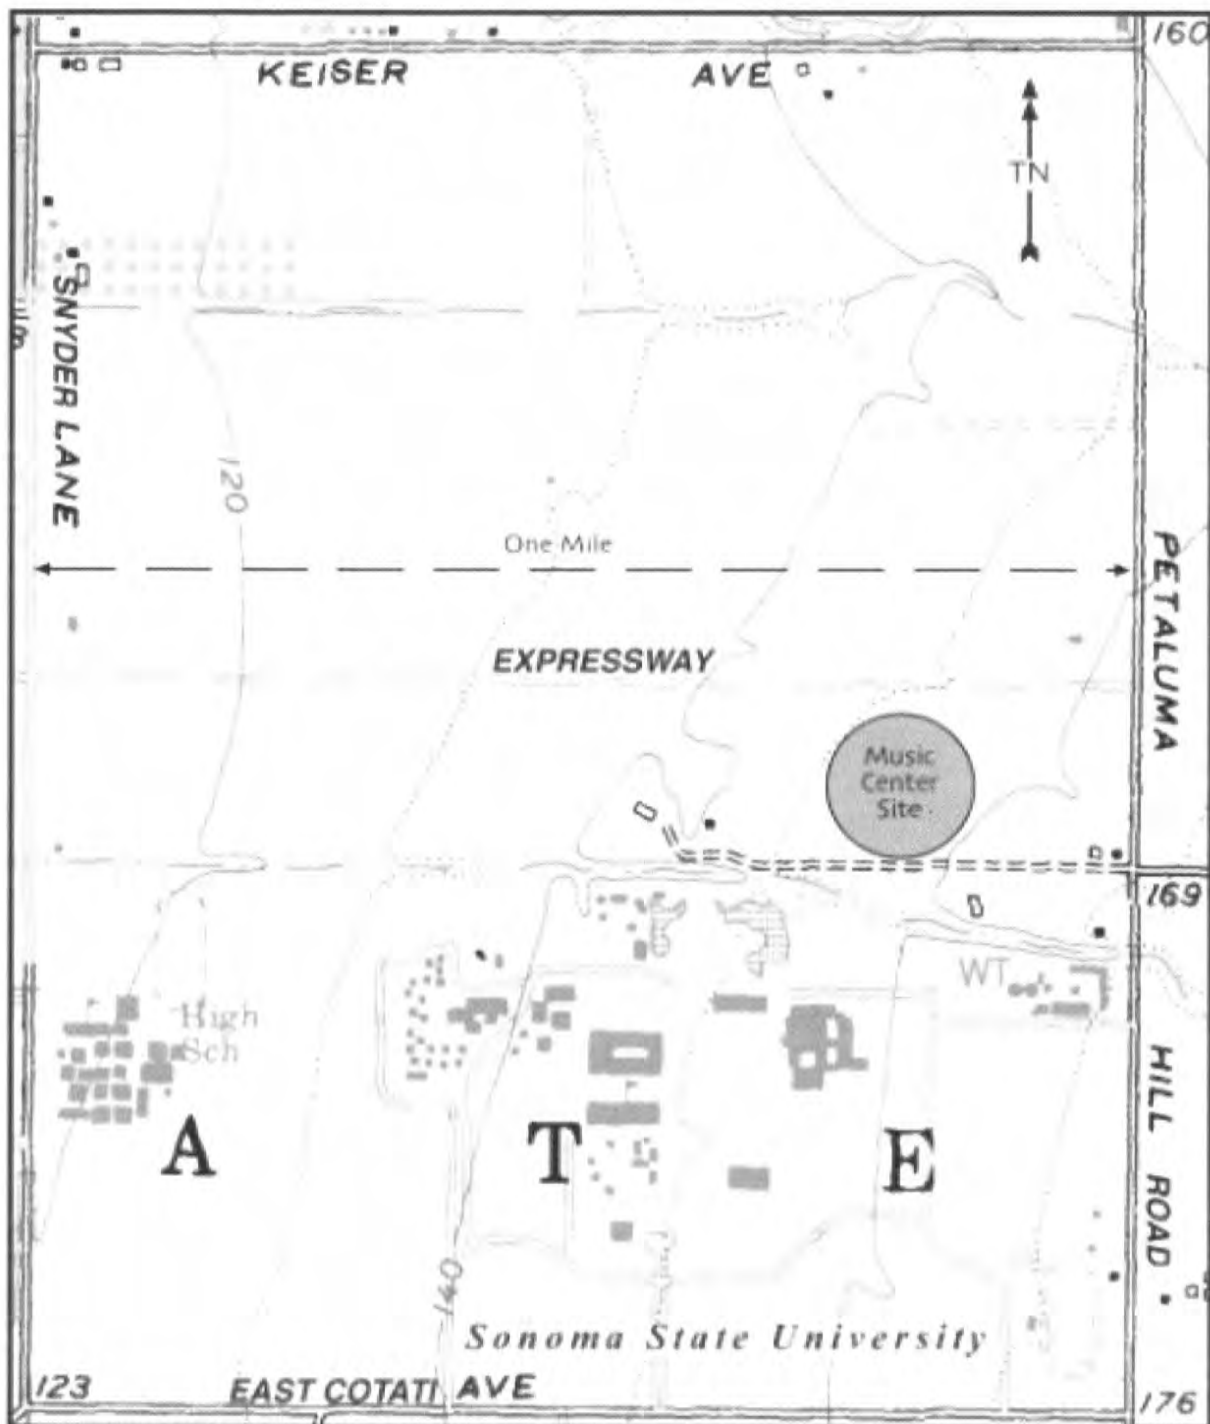 160
KEISER AVE
TN
SNYDER LANE
120
One Mile
PETALUMA
EXPRESSWAY
Music
Center
Site
169
WT
High
Sch
HILL ROAD
A T E
140
Sonoma State University
123 EAST COTATI AVE
176